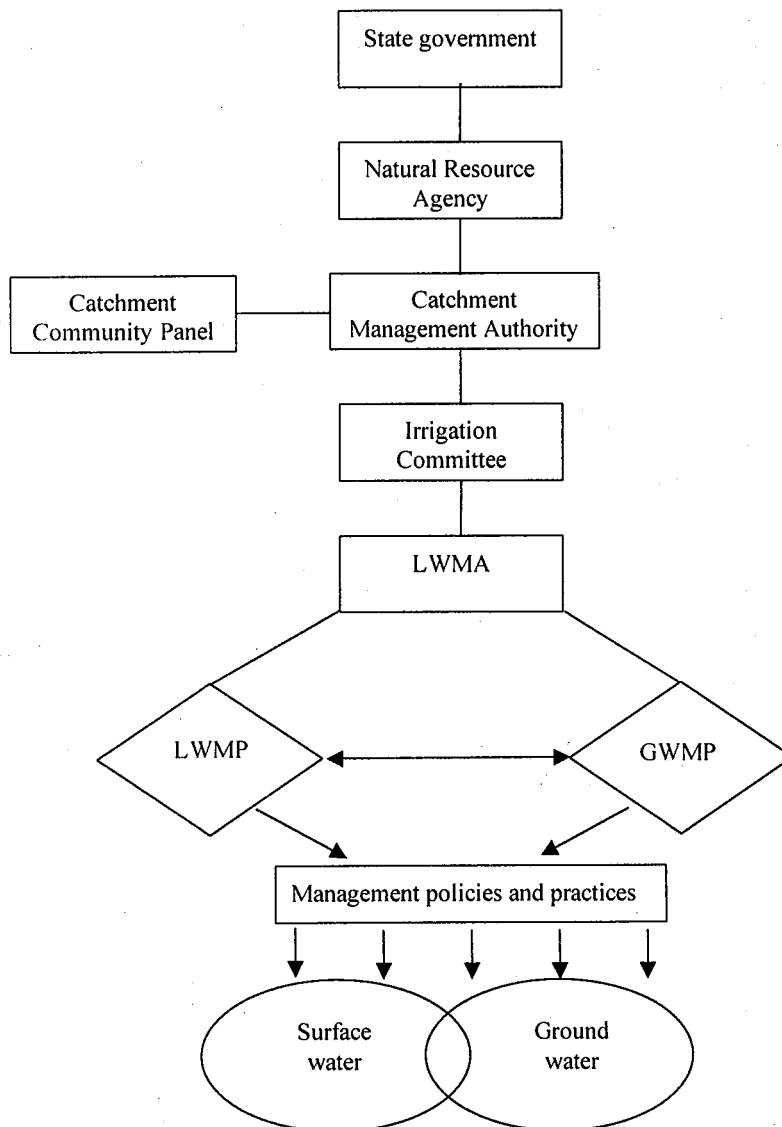 State government
Natural Resource
Agency
Catchment
Community Panel
Catchment
Management Authority
Irrigation
Committee
LWMA
LWMP
GWMP
Management policies and practices
Surface
water
Ground
water